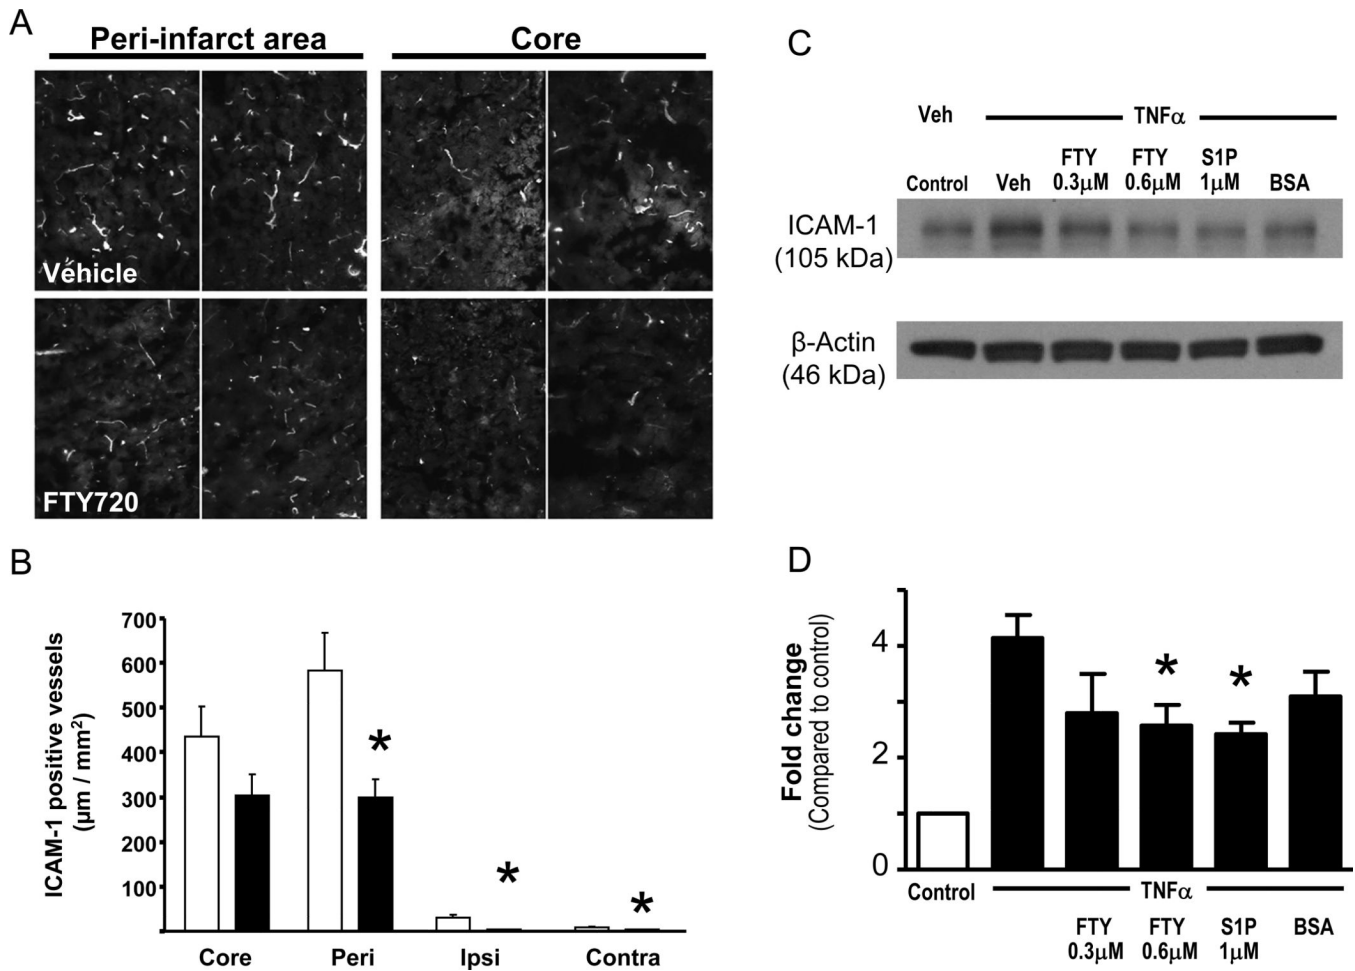 A
Peri-infarct area
Core
Vehicle
FTY720
B
ICAM-1 positive vessels
(µm / mm²)
700
600
500
400
300
200
100
*
*
*
Core
Peri
Ipsi
Contra
C
Veh
TNFα
Control
Veh
FTY
0.3µM
FTY
0.6µM
S1P
1µM
BSA
ICAM-1
(105 kDa)
β-Actin
(46 kDa)
D
Fold change
(Compared to control)
4
2
0
*
*
Control
TNFα
FTY
0.3µM
FTY
0.6µM
S1P
1µM
BSA